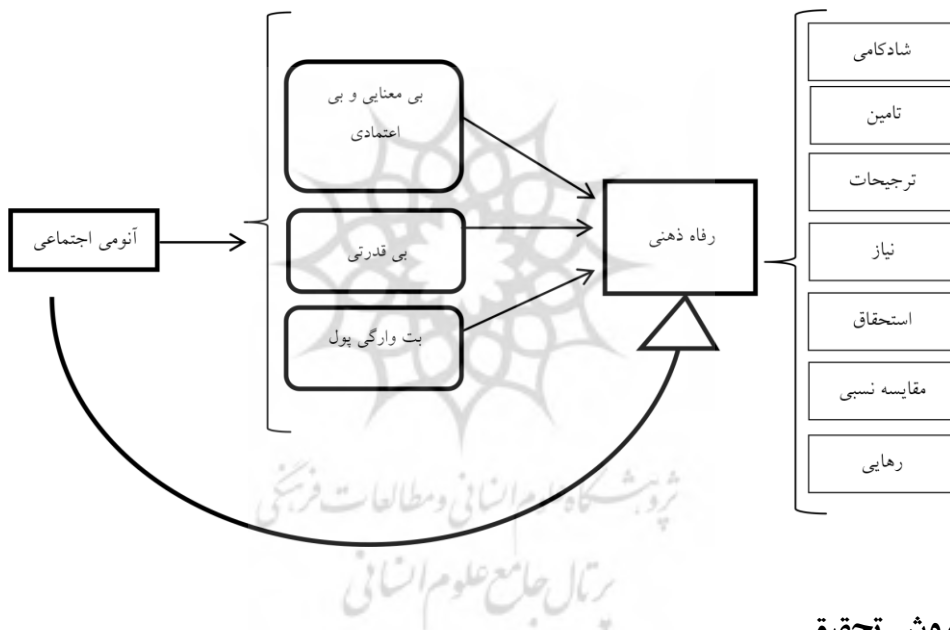 شادکامی
تامین
ترجیحات
نیاز
استحقاق
مقایسه نسبی
رهایی
رفاه ذهنی
بی معنایی و بی
اعتمادی
بی قدرتی
بت وارگی پول
آنومی اجتماعی
پژوهشگاه علوم انسانی و مطالعات فرهنگی
پرتال جامع علوم انسانی
تحقیق